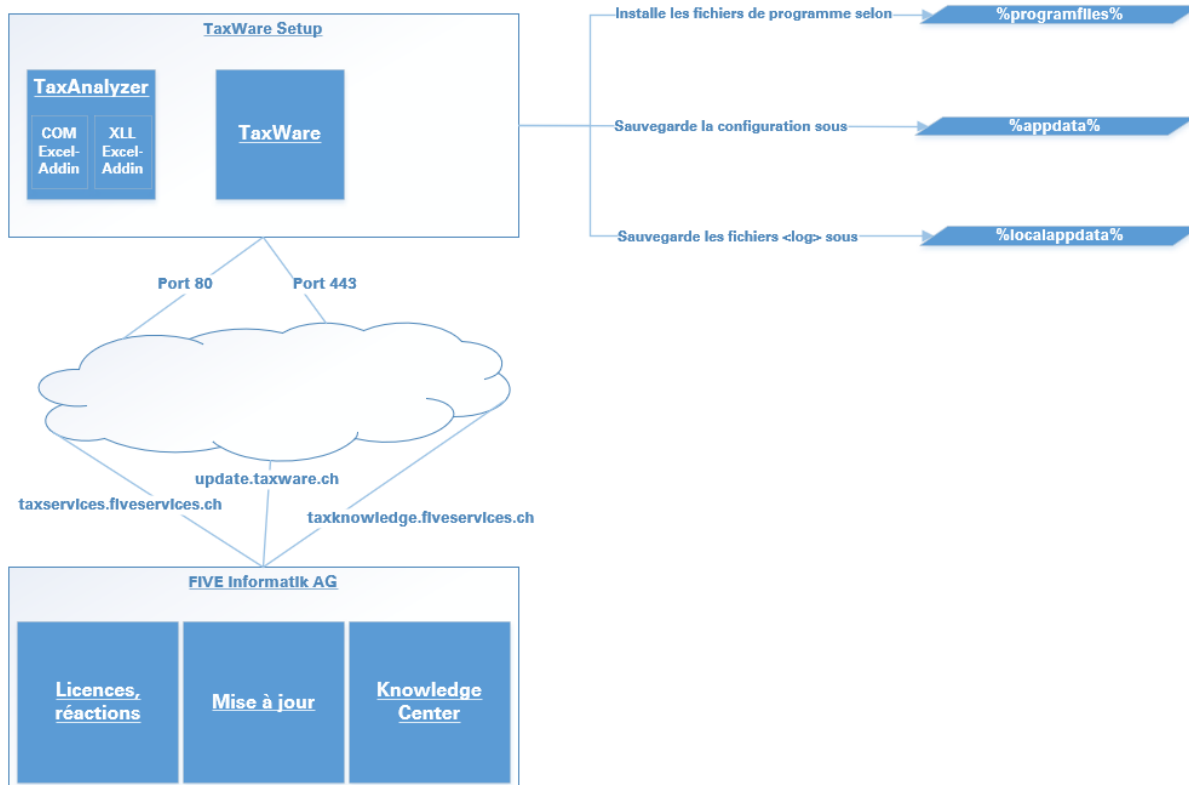 TaxWare Setup
TaxAnalyzer
COM
Excel-
Addin
XLL
Excel-
Addin
TaxWare
Installe les fichiers de programme selon
%programfiles%
Sauvegarde la configuration sous
%appdata%
Sauvegarde les fichiers <log> sous
%localappdata%
Port 80
Port 443
update.taxware.ch
taxservices.fiveservices.ch
taxknowledge.fiveservices.ch
FIVE Informatik AG
Licences,
réactions
Mise à jour
Knowledge
Center